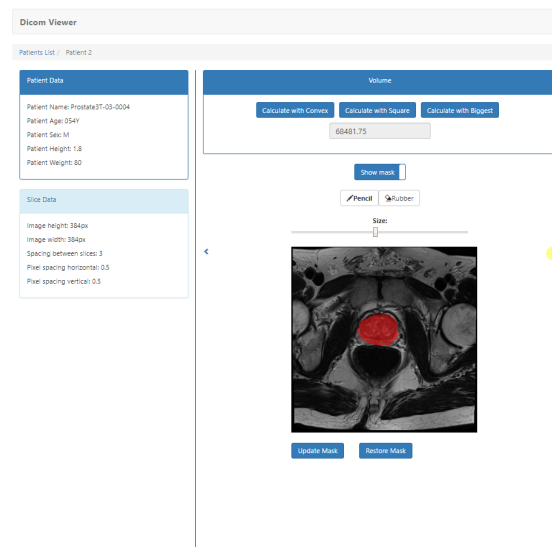 Dicom Viewer
Patients List / Patient 2
Patient Data
Patient Name: Prostate3T-03-0004
Patient Age: 054Y
Patient Sex: M
Patient Height: 1.8
Patient Weight: 80
Slice Data
Image height: 384px
Image width: 384px
Spacing between slices: 3
Pixel spacing horizontal: 0.5
Pixel spacing vertical: 0.5
Volume
Calculate with Convex Calculate with Square Calculate with Biggest
68481.75
Show mask
Pencil Rubber
Size:
Update Mask Restore Mask